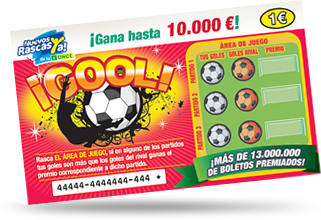 Nuevos
Rascas
Ya!
de la ONCE
¡Gana hasta 10.000 €!
1€
¡GOOL!
ÁREA DE JUEGO
TUS GOLES
GOLES RIVAL
PREMIO
PARTIDO 1
PARTIDO 2
PARTIDO 3
Rasca EL ÁREA DE JUEGO, si en alguno de los partidos
tus goles son más que los goles del rival ganas el
premio correspondiente a dicho partido.
44444-4444444-444
¡MÁS DE 13.000.000
DE BOLETOS PREMIADOS!